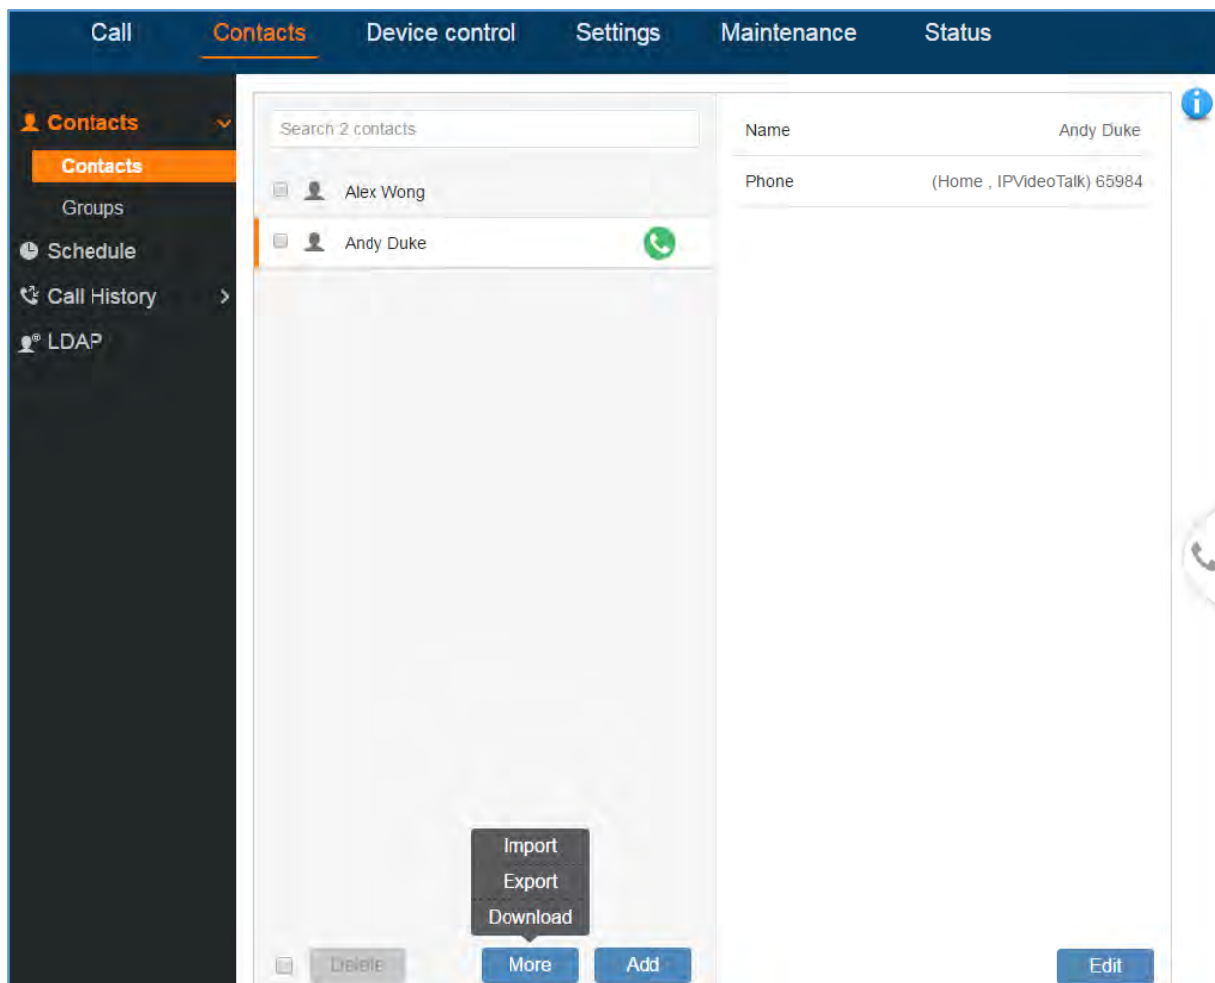 Call Contacts Device control Settings Maintenance Status
Contacts
Contacts
Groups
Schedule
Call History
LDAP
Search 2 contacts
Alex Wong
Andy Duke
Name Andy Duke
Phone (Home , IPVideoTalk) 65984
Import
Export
Download
Delete More Add
Edit